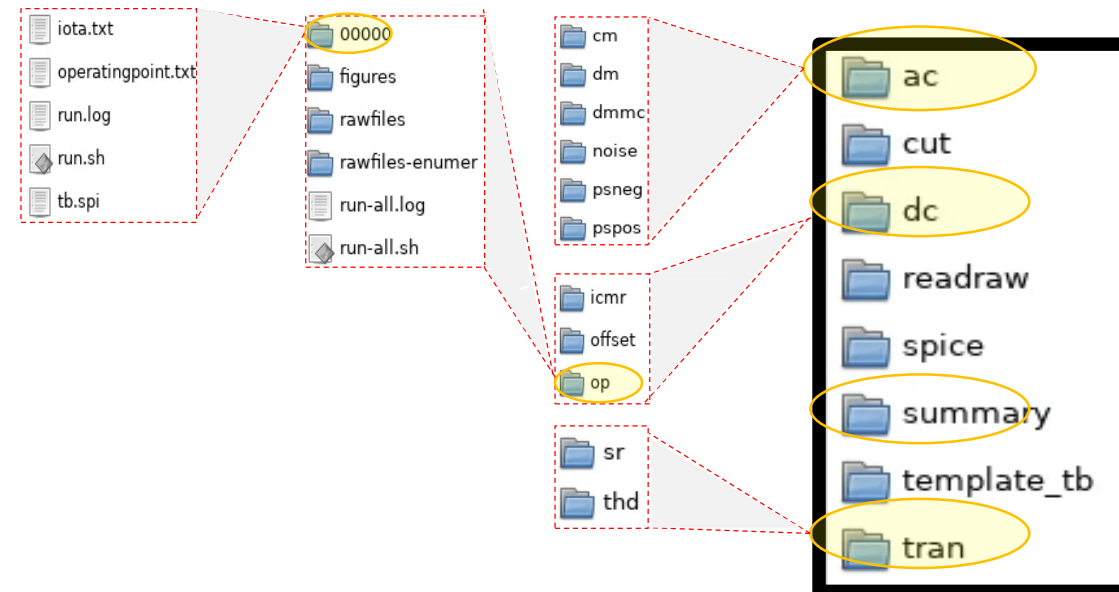 iota.txt
operatingpoint.txt
run.log
run.sh
tb.spi
00000
figures
rawfiles
rawfiles-enumer
run-all.log
run-all.sh
cm
dm
dmmc
noise
psneg
pspos
icmr
offset
op
sr
thd
ac
cut
dc
readraw
spice
summary
template_tb
tran